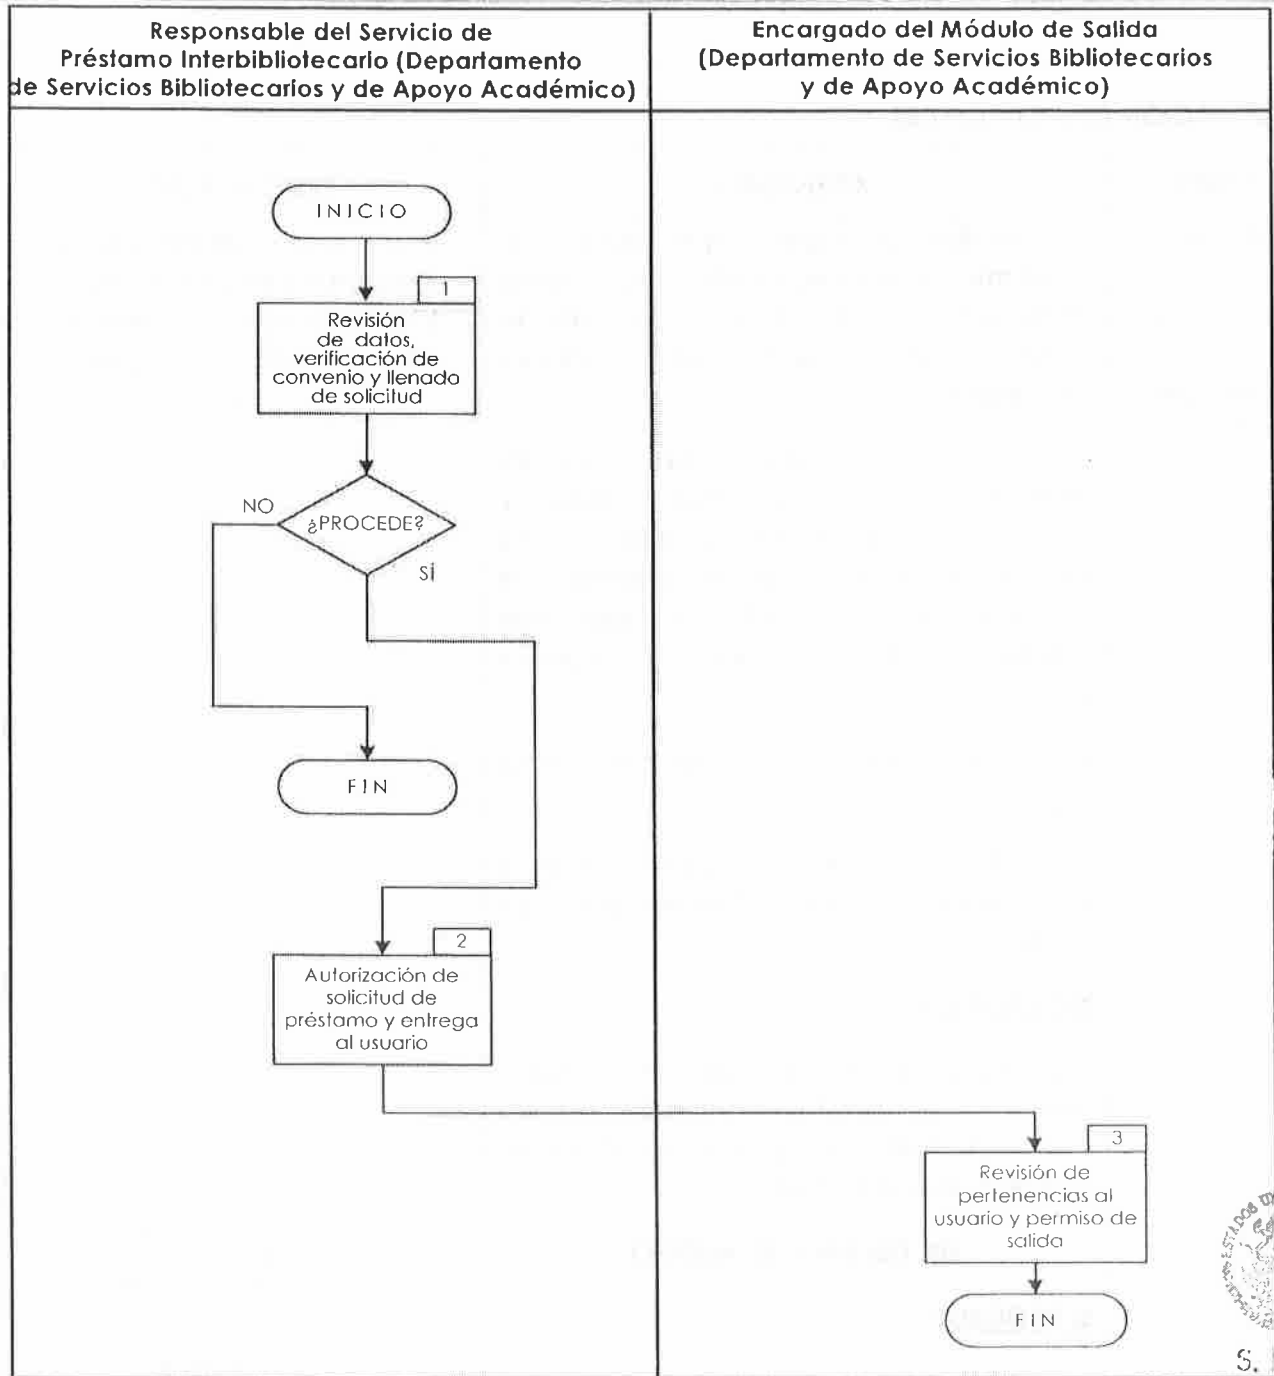 Responsable del Servicio de
Préstamo Interbibliotecario (Departamento
de Servicios Bibliotecarios y de Apoyo Académico)
Encargado del Módulo de Salida
(Departamento de Servicios Bibliotecarios
y de Apoyo Académico)
INICIO
1
Revisión
de datos,
verificación de
convenio y llenado
de solicitud
NO
¿PROCEDE?
SÍ
FIN
2
Autorización de
solicitud de
préstamo y entrega
al usuario
3
Revisión de
pertenencias al
usuario y permiso de
salida
FIN
ESTADOS
S.